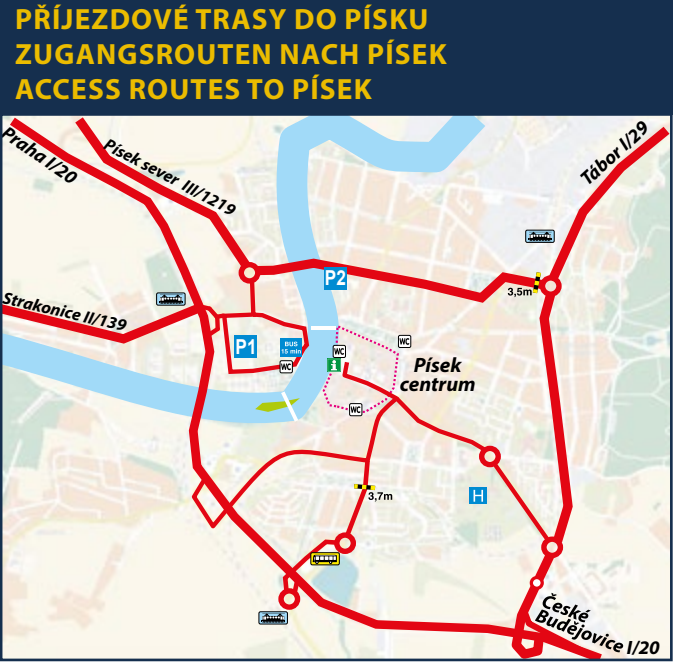 PŘÍJEZDOVÉ TRASY DO PÍSKU
ZUGANGSROUTEN NACH PÍSEK
ACCESS ROUTES TO PÍSEK
Praha I/20
Písek sever III/1219
Tábor I/29
P2
3,5m
Strakonice II/139
P1
BUS
15 min
WC
WC
WC
i
Písek
centrum
WC
H
3,7m
České
Budějovice I/20